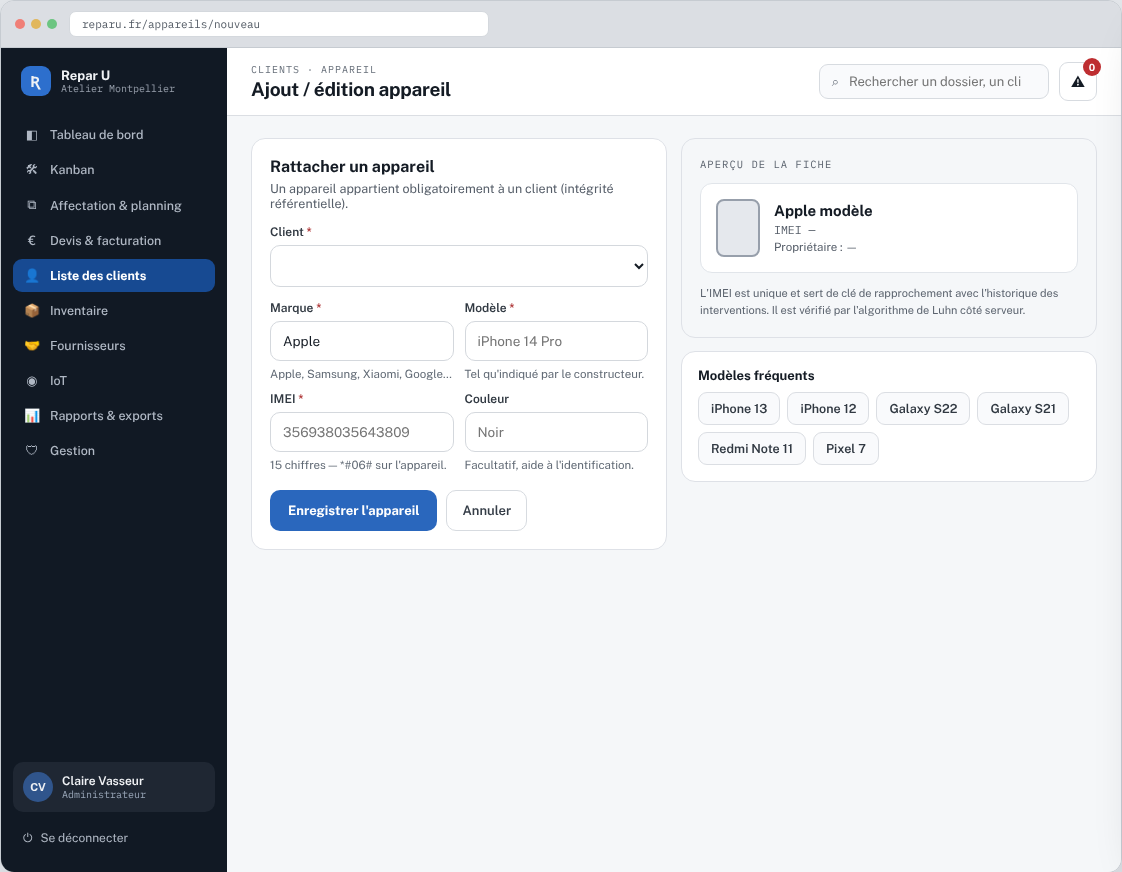 reparu.fr/appareils/nouveau
R
Repar U
Atelier Montpellier
Tableau de bord
Kanban
Affectation & planning
€ Devis & facturation
Liste des clients
Inventaire
Fournisseurs
IoT
Rapports & exports
Gestion
CV
Claire Vasseur
Administrateur
Se déconnecter
CLIENTS · APPAREIL
Ajout / édition appareil
Rechercher un dossier, un cli
0
Rattacher un appareil
Un appareil appartient obligatoirement à un client (intégrité
référentielle).
Client *
Marque *
Modèle *
Apple
iPhone 14 Pro
Apple, Samsung, Xiaomi, Google…
Tel qu'indiqué par le constructeur.
IMEI *
Couleur
356938035643809
Noir
15 chiffres — *#06# sur l'appareil.
Facultatif, aide à l'identification.
Enregistrer l'appareil
Annuler
APERÇU DE LA FICHE
Apple modèle
IMEI —
Propriétaire : —
L'IMEI est unique et sert de clé de rapprochement avec l'historique des
interventions. Il est vérifié par l'algorithme de Luhn côté serveur.
Modèles fréquents
iPhone 13
iPhone 12
Galaxy S22
Galaxy S21
Redmi Note 11
Pixel 7